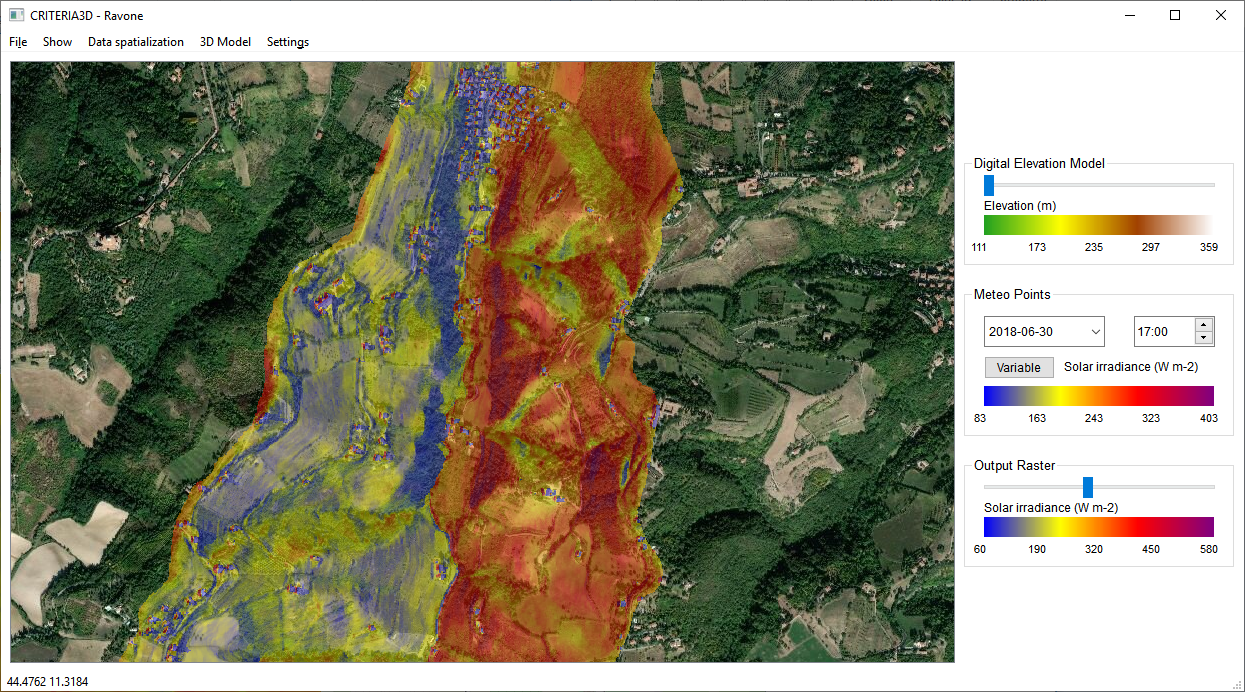 CRITERIA3D - Ravone
File Show Data spatialization 3D Model Settings
Digital Elevation Model
Elevation (m)
111 173 235 297 359
Meteo Points
2018-06-30 17:00
Variable Solar irradiance (W m-2)
83 163 243 323 403
Output Raster
Solar irradiance (W m-2)
60 190 320 450 580
44.4762 11.3184